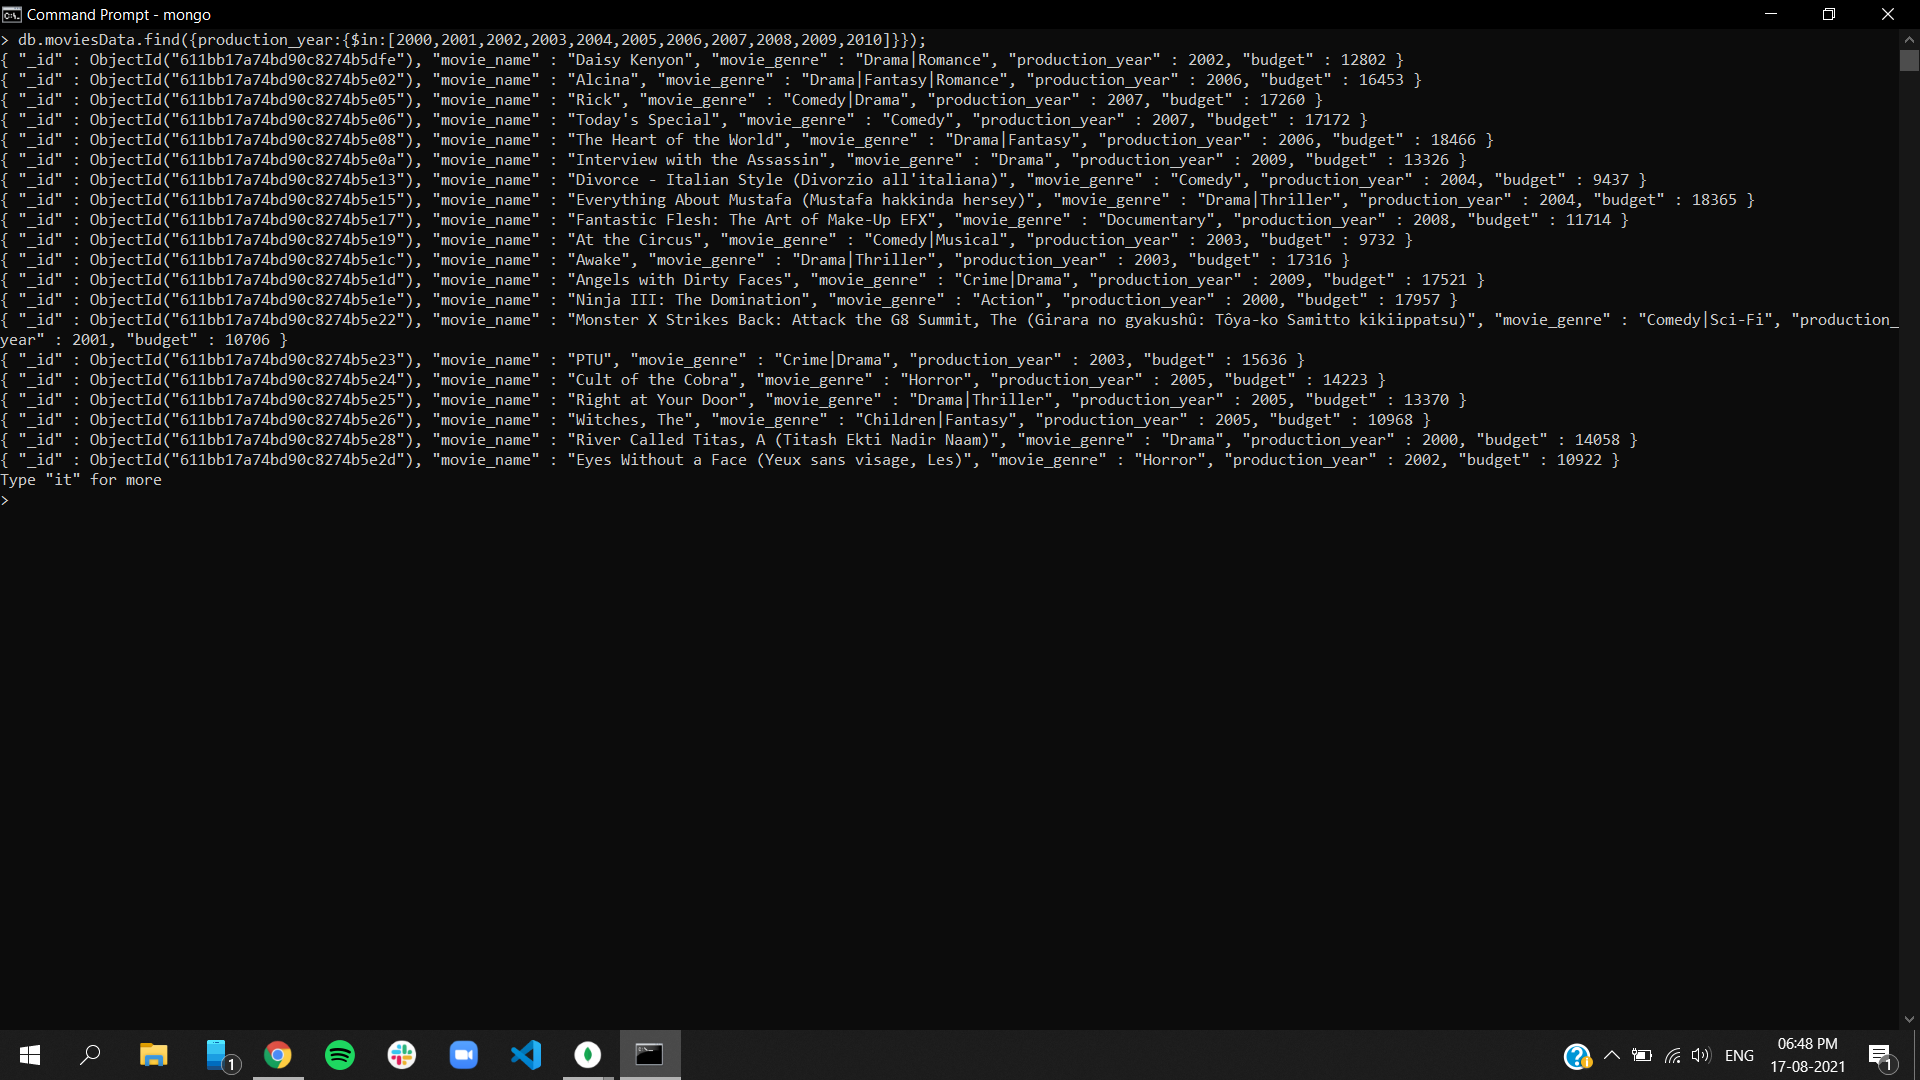 Command Prompt - mongo
> db.moviesData.find({production_year:{$in:[2000,2001,2002,2003,2004,2005,2006,2007,2008,2009,2010]}});
{ "_id" : ObjectId("611bb17a74bd90c8274b5dfe"), "movie_name" : "Daisy Kenyon", "movie_genre" : "Drama|Romance", "production_year" : 2002, "budget" : 12802 }
{ "_id" : ObjectId("611bb17a74bd90c8274b5e02"), "movie_name" : "Alcina", "movie_genre" : "Drama|Fantasy|Romance", "production_year" : 2006, "budget" : 16453 }
{ "_id" : ObjectId("611bb17a74bd90c8274b5e05"), "movie_name" : "Rick", "movie_genre" : "Comedy|Drama", "production_year" : 2007, "budget" : 17260 }
{ "_id" : ObjectId("611bb17a74bd90c8274b5e06"), "movie_name" : "Today's Special", "movie_genre" : "Comedy", "production_year" : 2007, "budget" : 17172 }
{ "_id" : ObjectId("611bb17a74bd90c8274b5e08"), "movie_name" : "The Heart of the World", "movie_genre" : "Drama|Fantasy", "production_year" : 2006, "budget" : 18466 }
{ "_id" : ObjectId("611bb17a74bd90c8274b5e0a"), "movie_name" : "Interview with the Assassin", "movie_genre" : "Drama", "production_year" : 2009, "budget" : 13326 }
{ "_id" : ObjectId("611bb17a74bd90c8274b5e13"), "movie_name" : "Divorce - Italian Style (Divorzio all'italiana)", "movie_genre" : "Comedy", "production_year" : 2004, "budget" : 9437 }
{ "_id" : ObjectId("611bb17a74bd90c8274b5e15"), "movie_name" : "Everything About Mustafa (Mustafa hakkinda hersey)", "movie_genre" : "Drama|Thriller", "production_year" : 2004, "budget" : 18365 }
{ "_id" : ObjectId("611bb17a74bd90c8274b5e17"), "movie_name" : "Fantastic Flesh: The Art of Make-Up EFX", "movie_genre" : "Documentary", "production_year" : 2008, "budget" : 11714 }
{ "_id" : ObjectId("611bb17a74bd90c8274b5e19"), "movie_name" : "At the Circus", "movie_genre" : "Comedy|Musical", "production_year" : 2003, "budget" : 9732 }
{ "_id" : ObjectId("611bb17a74bd90c8274b5e1c"), "movie_name" : "Awake", "movie_genre" : "Drama|Thriller", "production_year" : 2003, "budget" : 17316 }
{ "_id" : ObjectId("611bb17a74bd90c8274b5e1d"), "movie_name" : "Angels with Dirty Faces", "movie_genre" : "Crime|Drama", "production_year" : 2009, "budget" : 17521 }
{ "_id" : ObjectId("611bb17a74bd90c8274b5e1e"), "movie_name" : "Ninja III: The Domination", "movie_genre" : "Action", "production_year" : 2000, "budget" : 17957 }
{ "_id" : ObjectId("611bb17a74bd90c8274b5e22"), "movie_name" : "Monster X Strikes Back: Attack the G8 Summit, The (Girara no gyakushû: Tôya-ko Samitto kikiippatsu)", "movie_genre" : "Comedy|Sci-Fi", "production_
year" : 2001, "budget" : 10706 }
{ "_id" : ObjectId("611bb17a74bd90c8274b5e23"), "movie_name" : "PTU", "movie_genre" : "Crime|Drama", "production_year" : 2003, "budget" : 15636 }
{ "_id" : ObjectId("611bb17a74bd90c8274b5e24"), "movie_name" : "Cult of the Cobra", "movie_genre" : "Horror", "production_year" : 2005, "budget" : 14223 }
{ "_id" : ObjectId("611bb17a74bd90c8274b5e25"), "movie_name" : "Right at Your Door", "movie_genre" : "Drama|Thriller", "production_year" : 2005, "budget" : 13370 }
{ "_id" : ObjectId("611bb17a74bd90c8274b5e26"), "movie_name" : "Witches, The", "movie_genre" : "Children|Fantasy", "production_year" : 2005, "budget" : 10968 }
{ "_id" : ObjectId("611bb17a74bd90c8274b5e28"), "movie_name" : "River Called Titas, A (Titash Ekti Nadir Naam)", "movie_genre" : "Drama", "production_year" : 2000, "budget" : 14058 }
{ "_id" : ObjectId("611bb17a74bd90c8274b5e2d"), "movie_name" : "Eyes Without a Face (Yeux sans visage, Les)", "movie_genre" : "Horror", "production_year" : 2002, "budget" : 10922 }
Type "it" for more
>
1
ENG
06:48 PM
17-08-2021
1